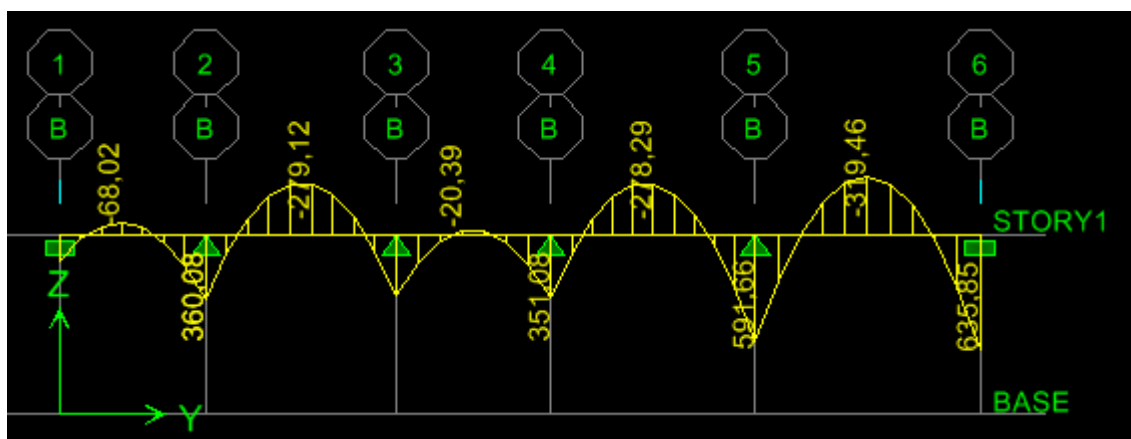 1 2 3 4 5 6
B B B B B B
-68,02 -279,12 -20,39 -278,29 -319,46
STORY1
360,08 351,08 591,66 635,85
Z
Y
BASE